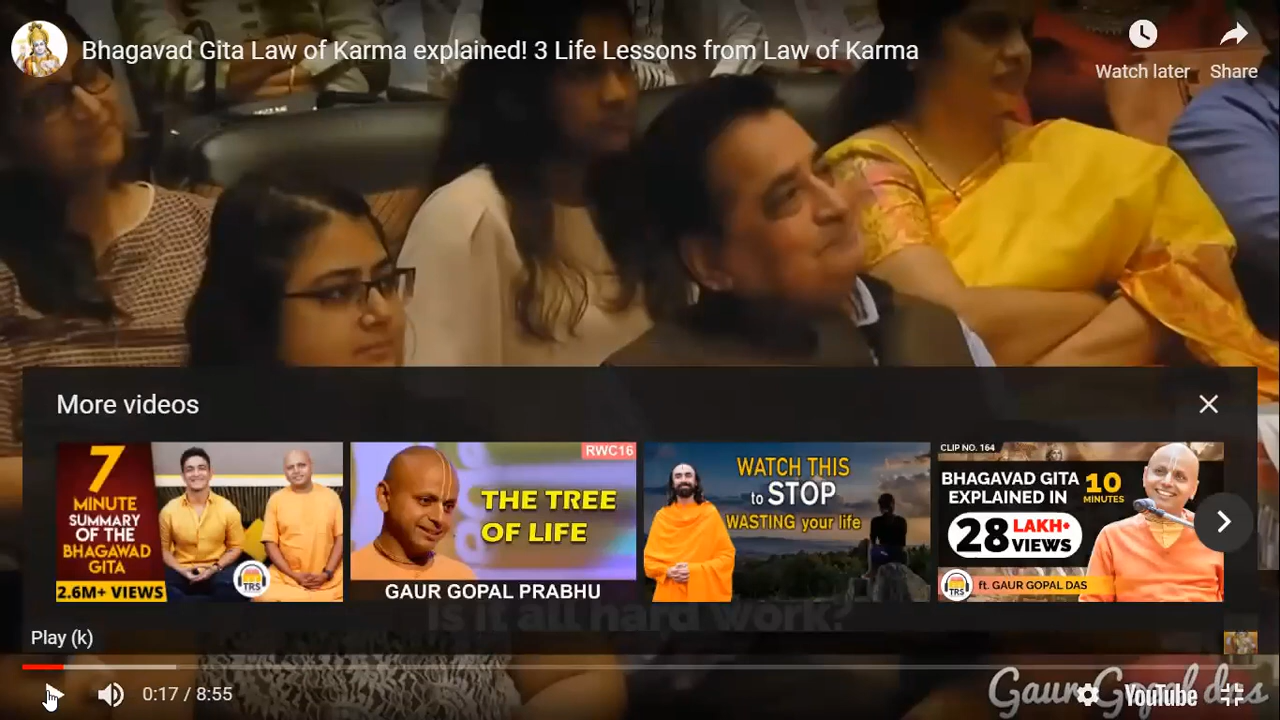 Bhagavad Gita Law of Karma explained! 3 Life Lessons from Law of Karma
Watch later
Share
More videos
7
MINUTE
SUMMARY
OF THE
BHAGAWAD
GITA
2.6M+ VIEWS
TRS
RWC16
THE TREE
OF LIFE
GAUR GOPAL PRABHU
WATCH THIS
to STOP
WASTING your life
CLIP NO. 164
BHAGAVAD GITA
EXPLAINED IN 10 MINUTES
28 LAKH+ VIEWS
TRS
ft. GAUR GOPAL DAS
Is it all hard work?
Play (k)
0:17 / 8:55
Gaur Gopal das
YouTube